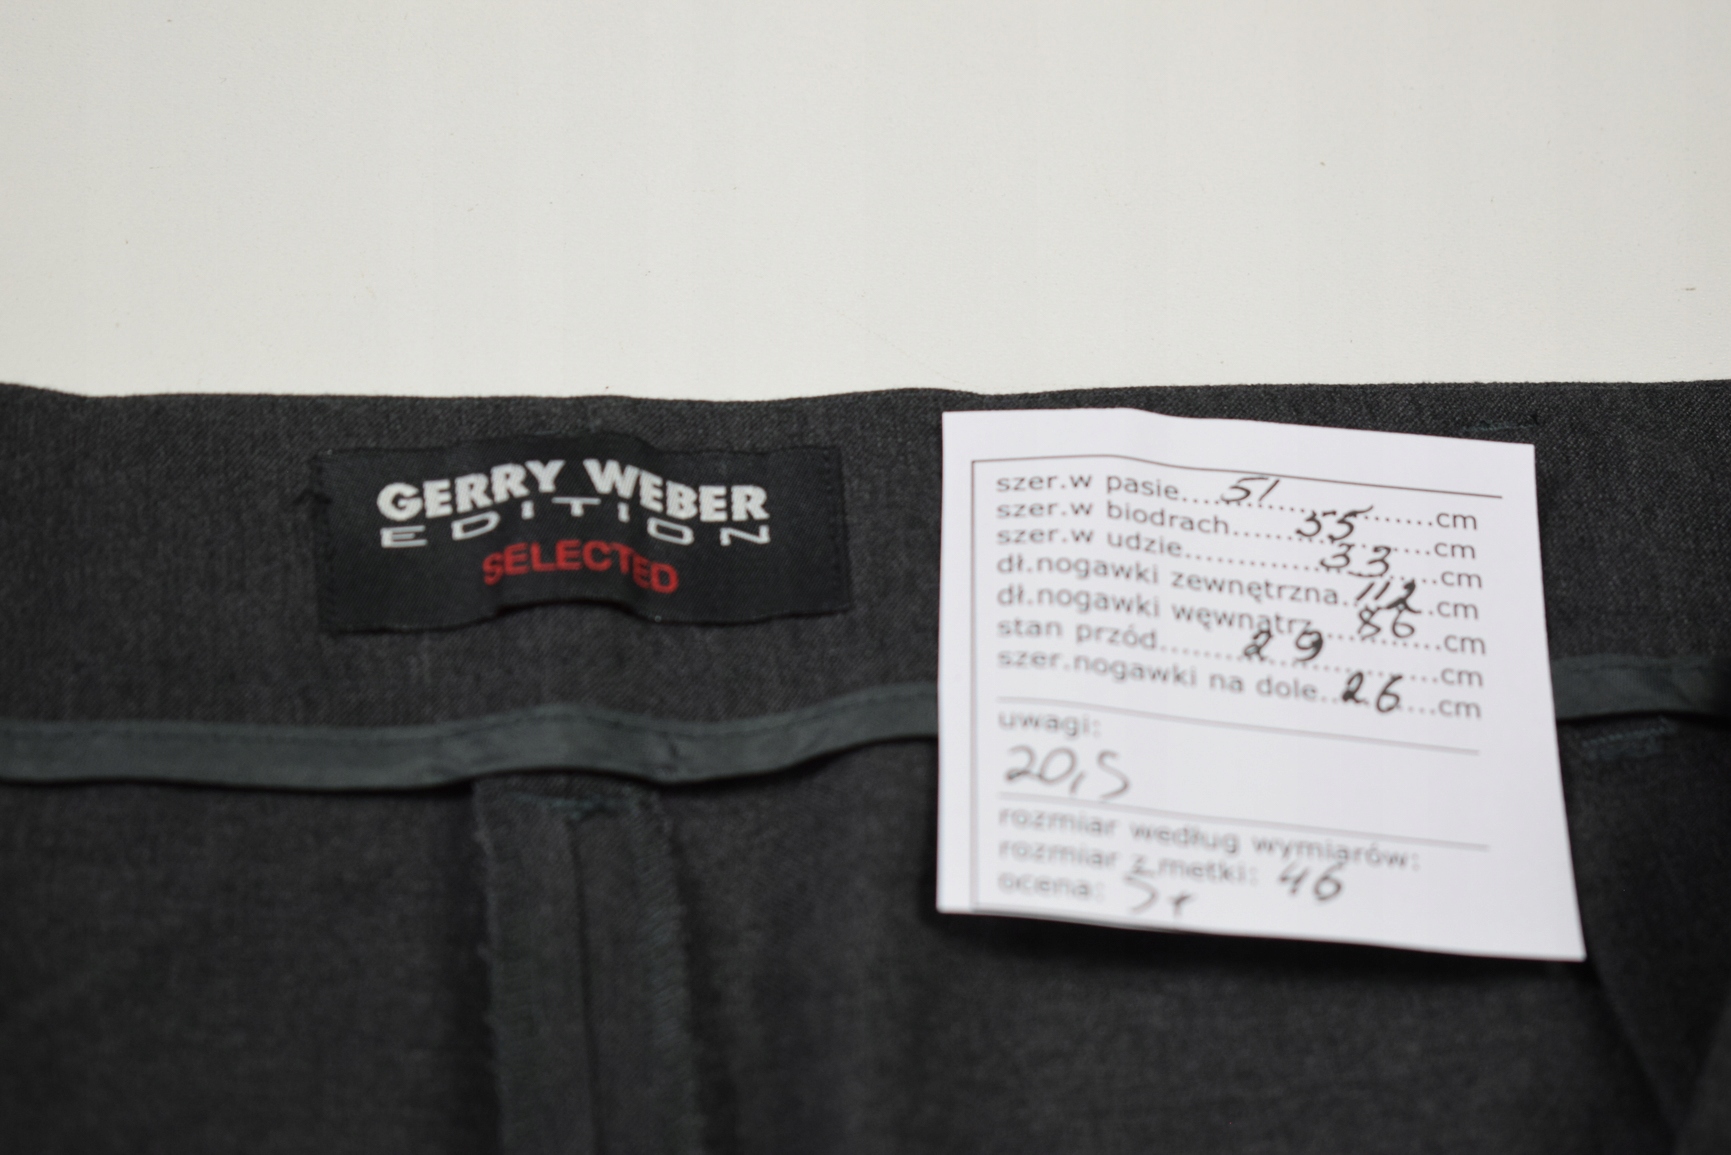 GERRY WEBER
EDITION
SELECTED
szer.w pasie....51............cm
szer.w biodrach......55.......cm
szer.w udzie............33....cm
dł.nogawki zewnętrzna..112.cm
dł.nogawki węwnątrz...86...cm
stan przód.......29...........cm
szer.nogawki na dole..26...cm
uwagi:
20,5
rozmiar według wymiarów:
rozmiar z metki: 46
ocena: 5+